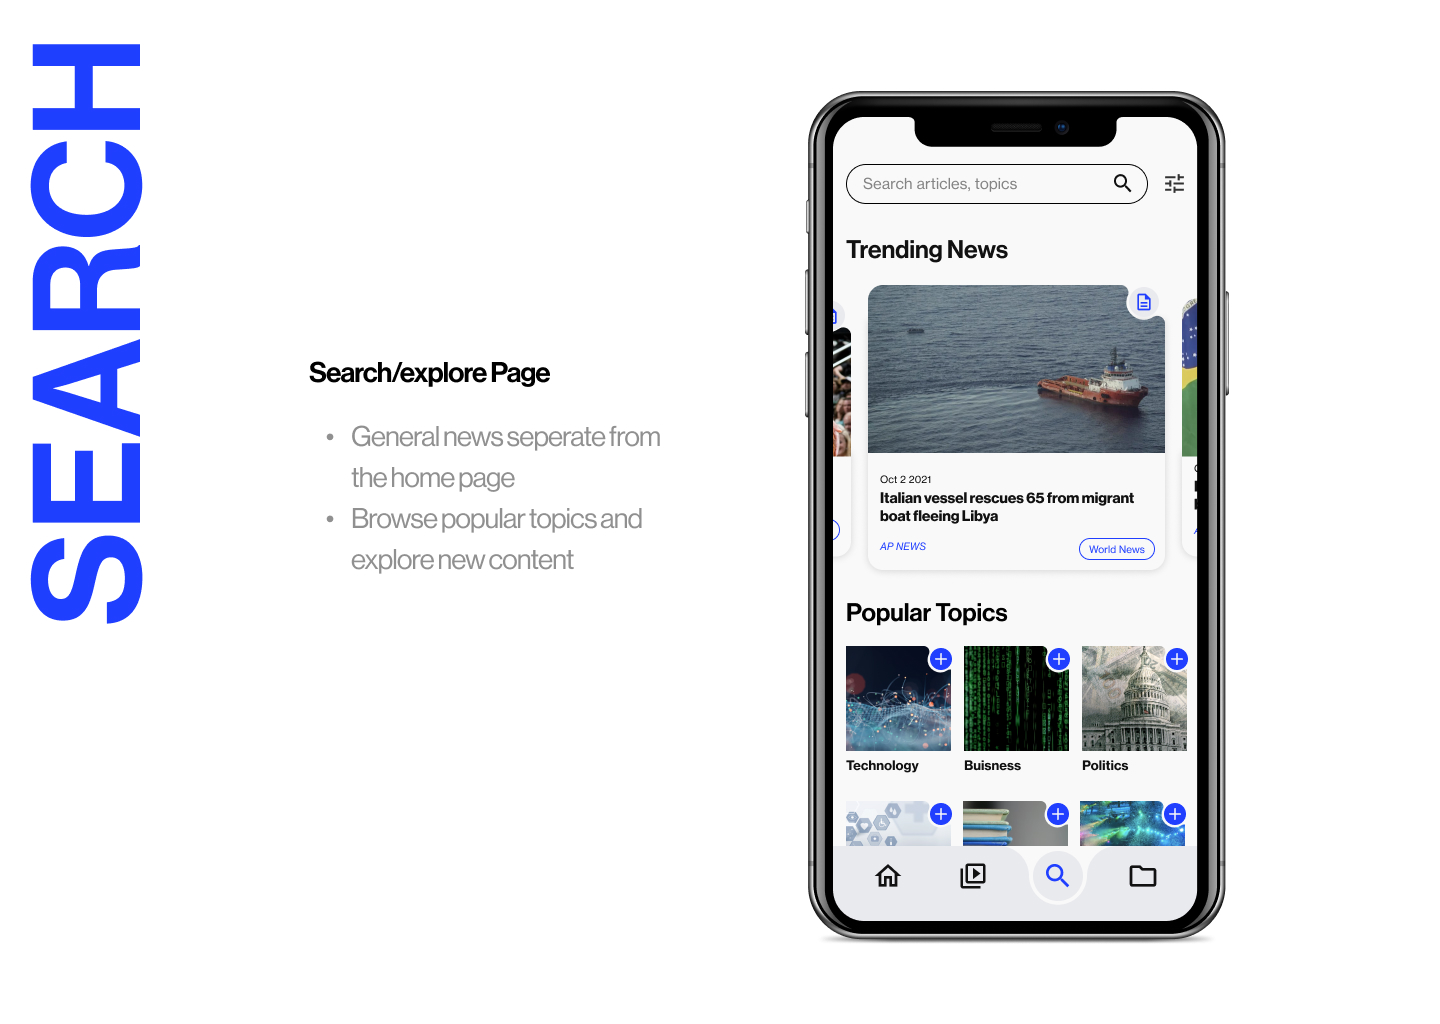 SEARCH
Search/explore Page
• General news seperate from
the home page
• Browse popular topics and
explore new content
Search articles, topics
Trending News
Oct 2 2021
Italian vessel rescues 65 from migrant
boat fleeing Libya
AP NEWS
World News
Popular Topics
Technology
Buisness
Politics